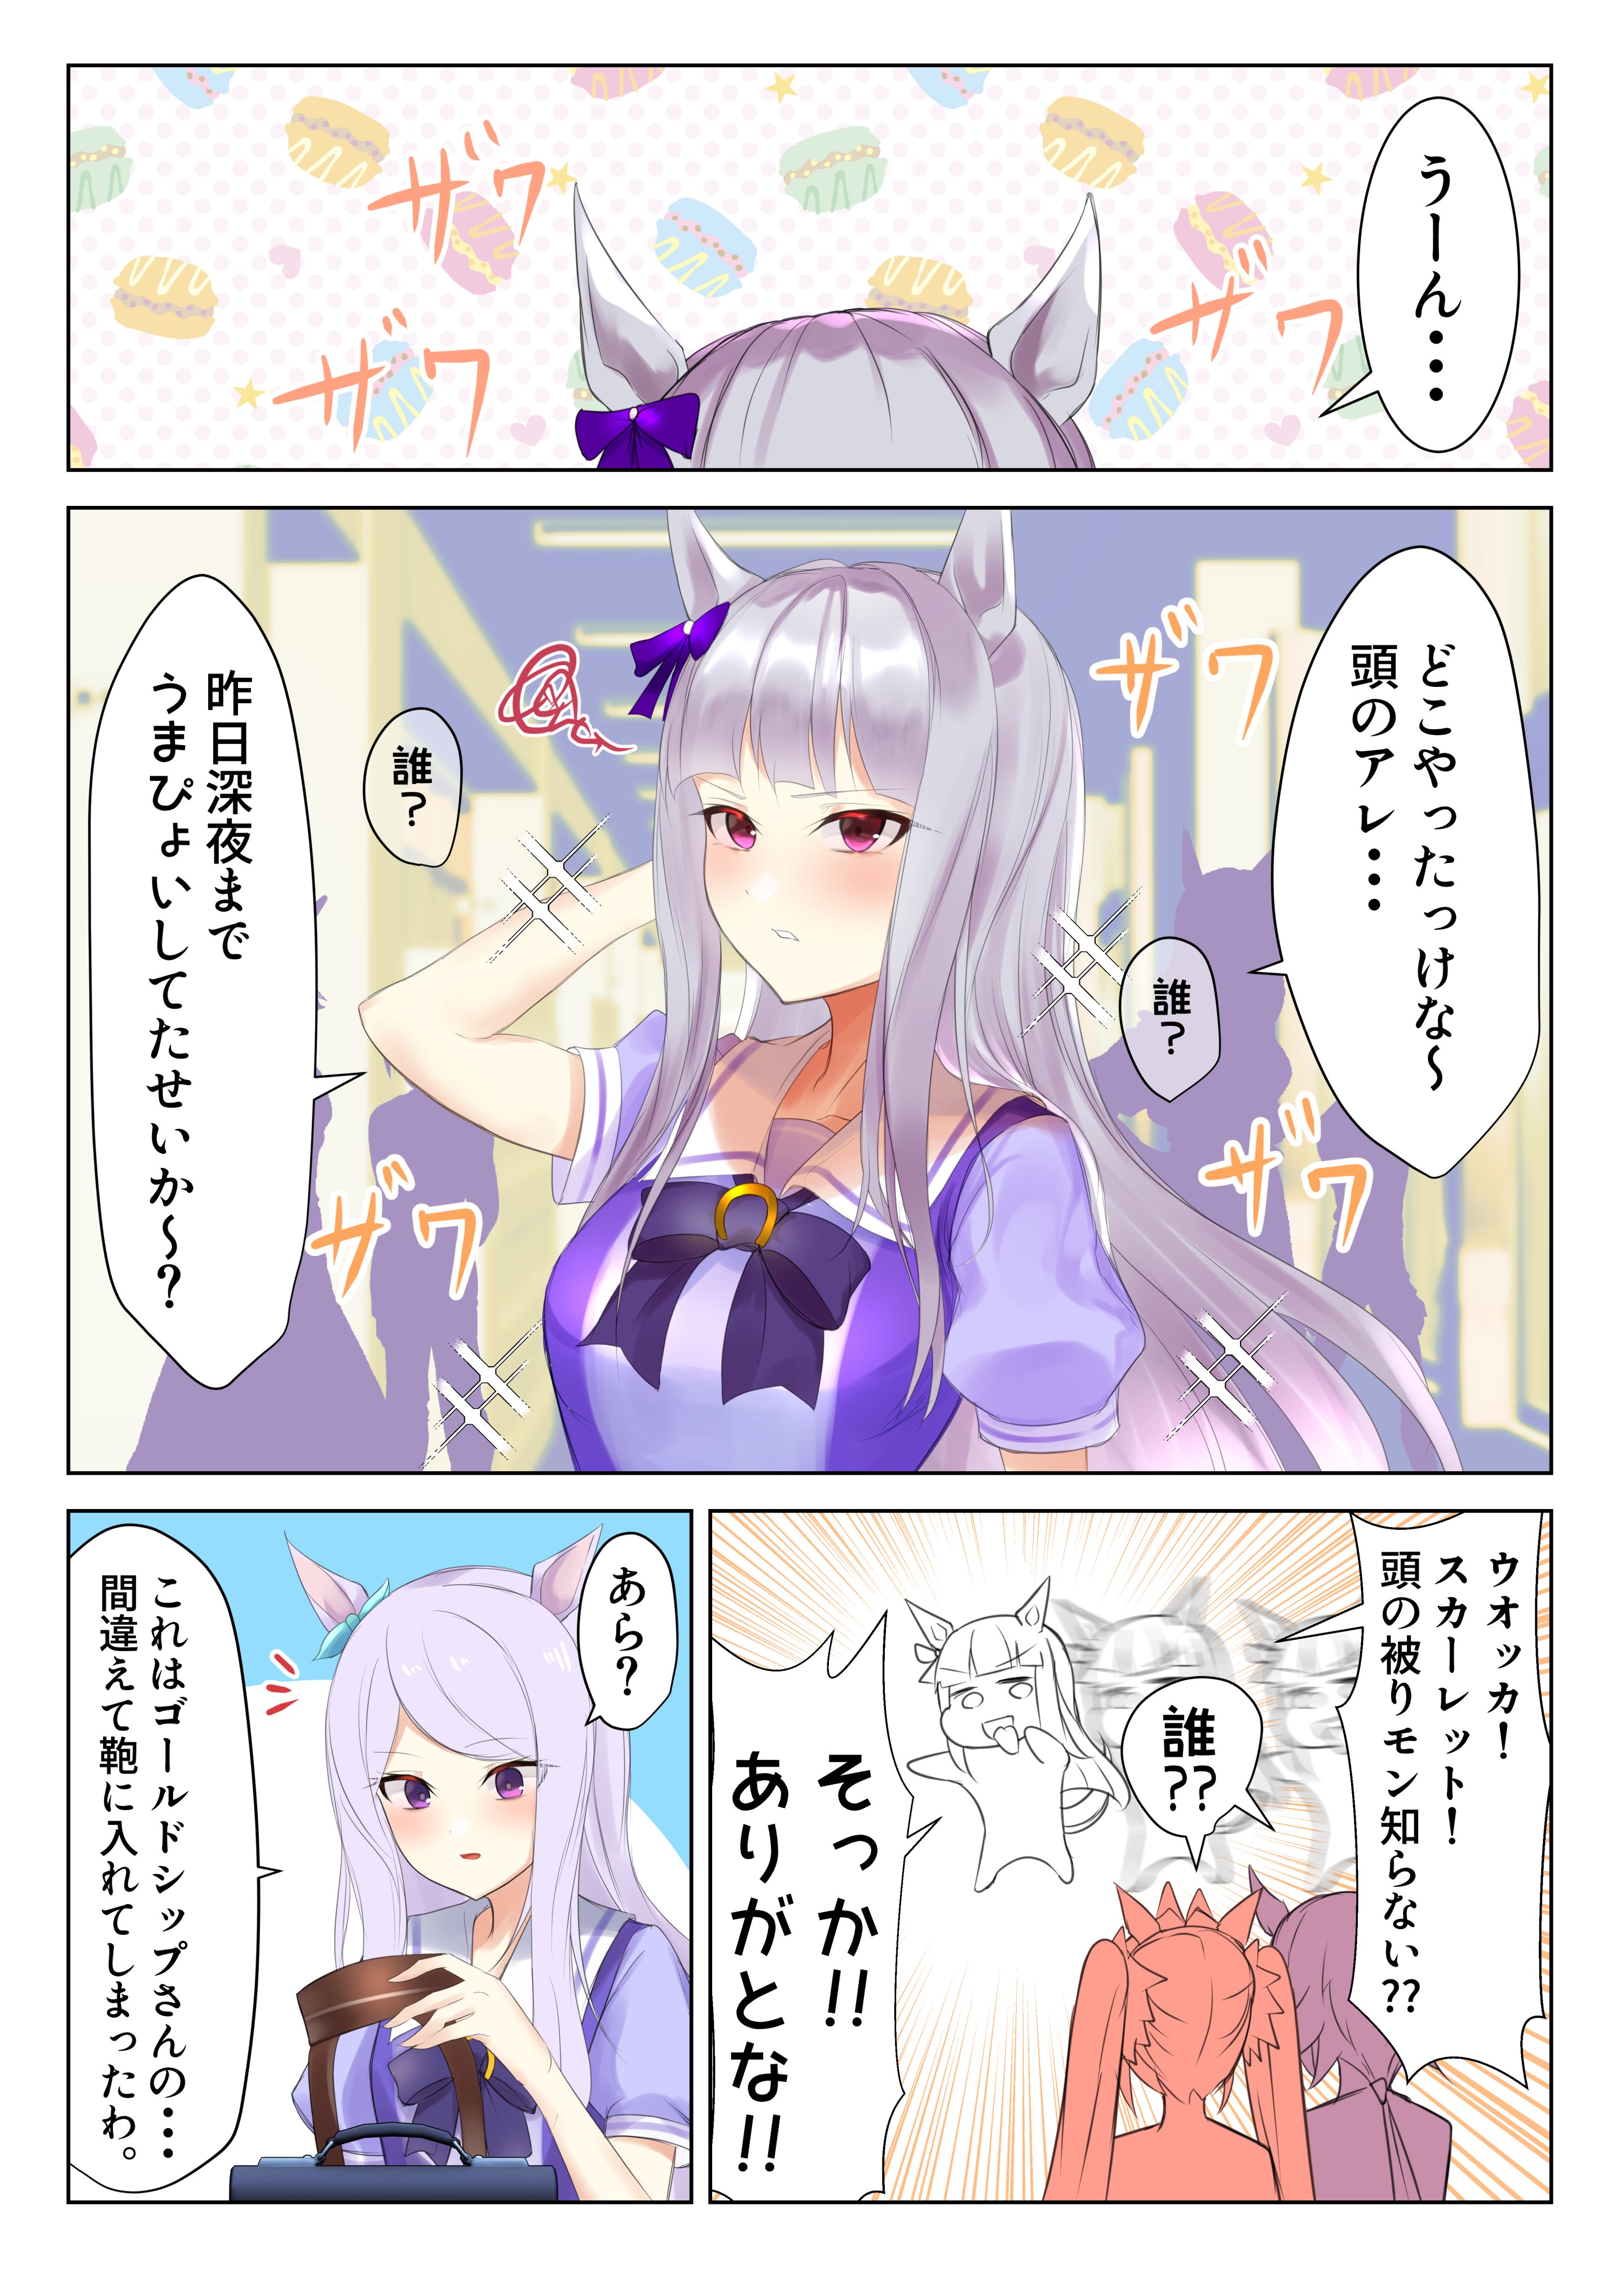 うーん・・・
ザワ
ザワ
ザワ
どこやったっけな～
頭のアレ・・・
ザワ
誰？
ザワ
誰？
昨日深夜まで
うまぴょいしてたせいか～？
ザワ
ウオッカ！
スカーレット！
頭の被りモン知らない??
誰
??
そっか!!
ありがとな!!
あら？
これはゴールドシップさんの・・・
間違えて鞄に入れてしまったわ。